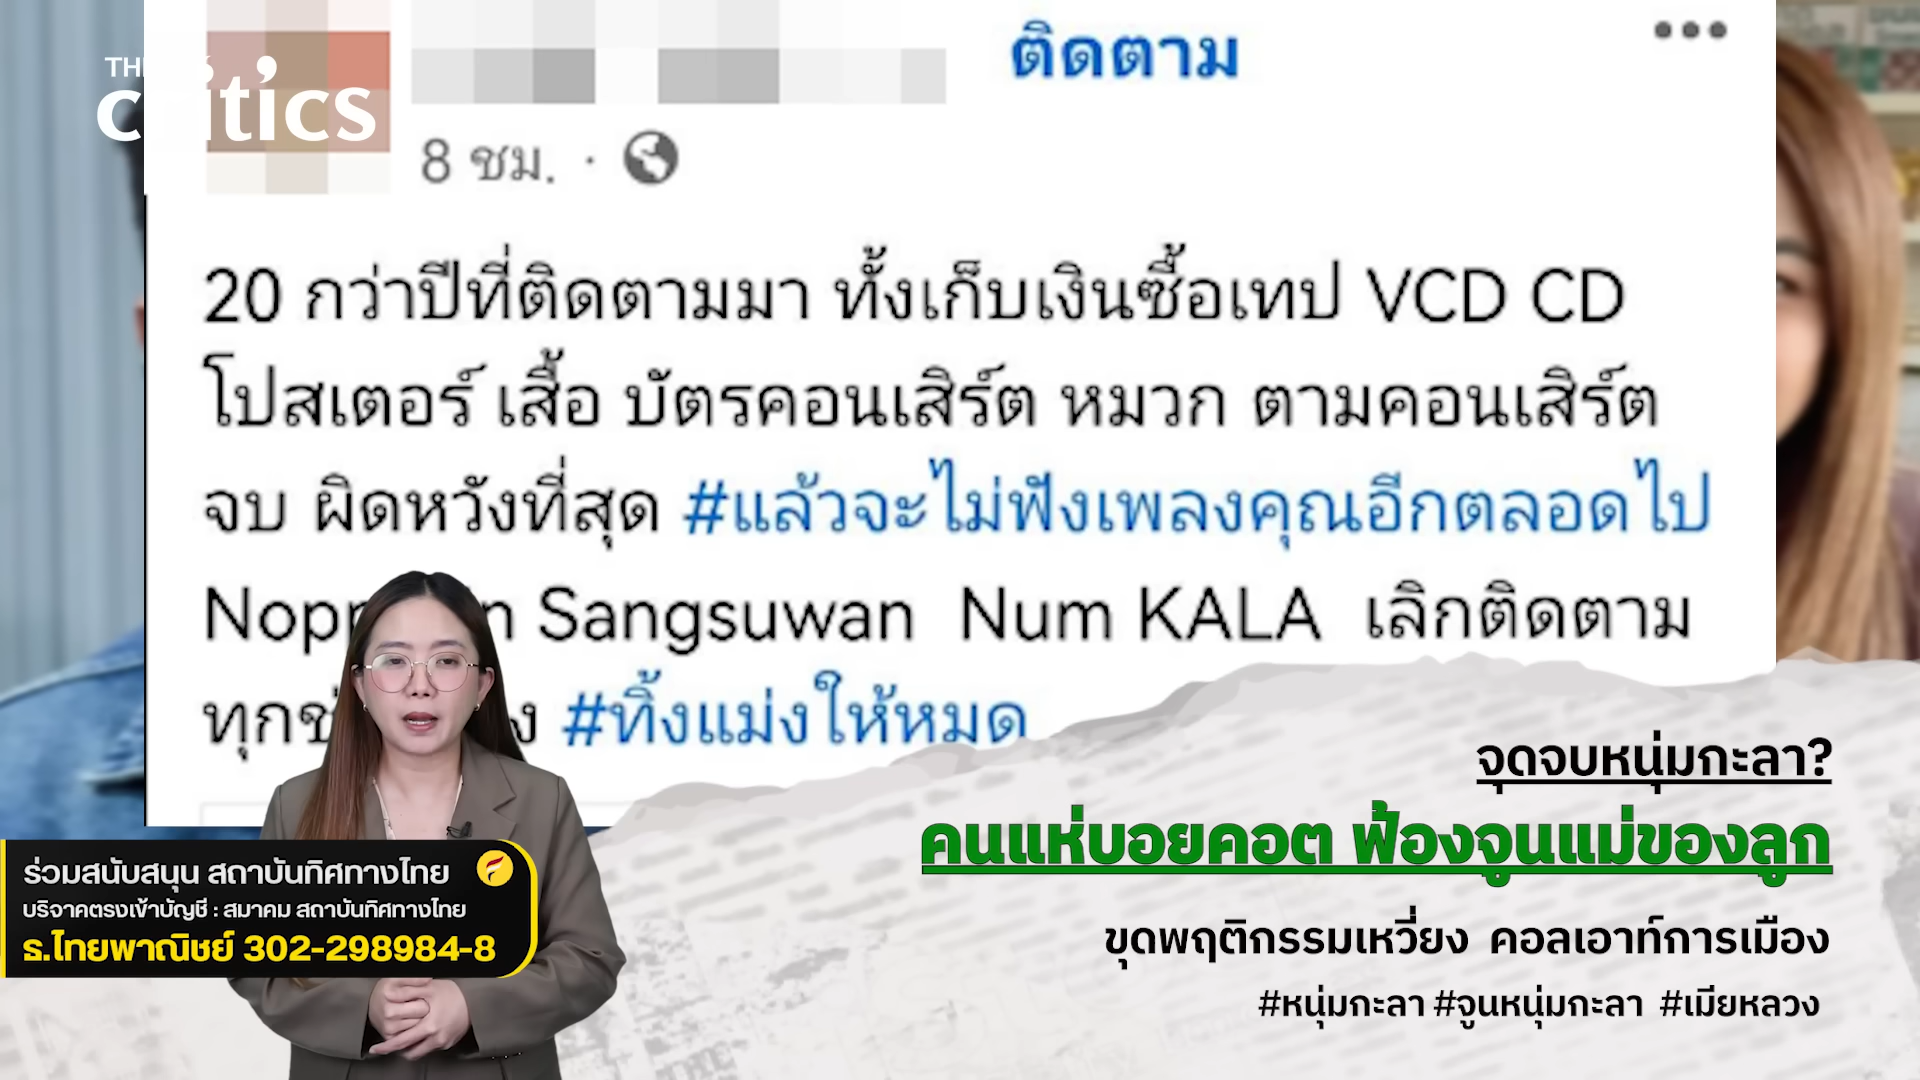 THE
critics
ติดตาม
8 ชม.
20 กว่าปีที่ติดตามมา ทั้งเก็บเงินซื้อเทป VCD CD
โปสเตอร์ เสื้อ บัตรคอนเสิร์ต หมวก ตามคอนเสิร์ต
จบ ผิดหวังที่สุด #แล้วจะไม่ฟังเพลงคุณอีกตลอดไป
Sangsuwan Num KALA เลิกติดตาม
#ทิ้งแม่งให้หมด
จุดจบหนุ่มกะลา?
คนแห่บอยคอต ฟ้องจูนแม่ของลูก
ขุดพฤติกรรมเหวี่ยง คอลเอาท์การเมือง
#หนุ่มกะลา #จูนหนุ่มกะลา #เมียหลวง
ร่วมสนับสนุน สถาบันทิศทางไทย
บริจาคตรงเข้าบัญชี : สมาคม สถาบันทิศทางไทย
ธ.ไทยพาณิชย์ 302-298984-8